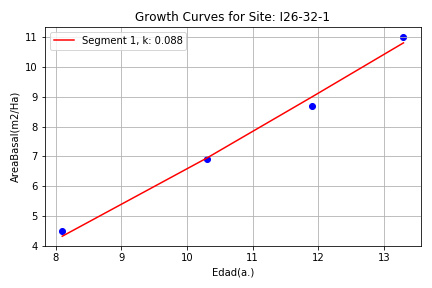 Growth Curves for Site: I26-32-1
Segment 1, k: 0.088
AreaBasal(m2/Ha)
11
10
9
8
7
6
5
4
8 9 10 11 12 13
Edad(a.)